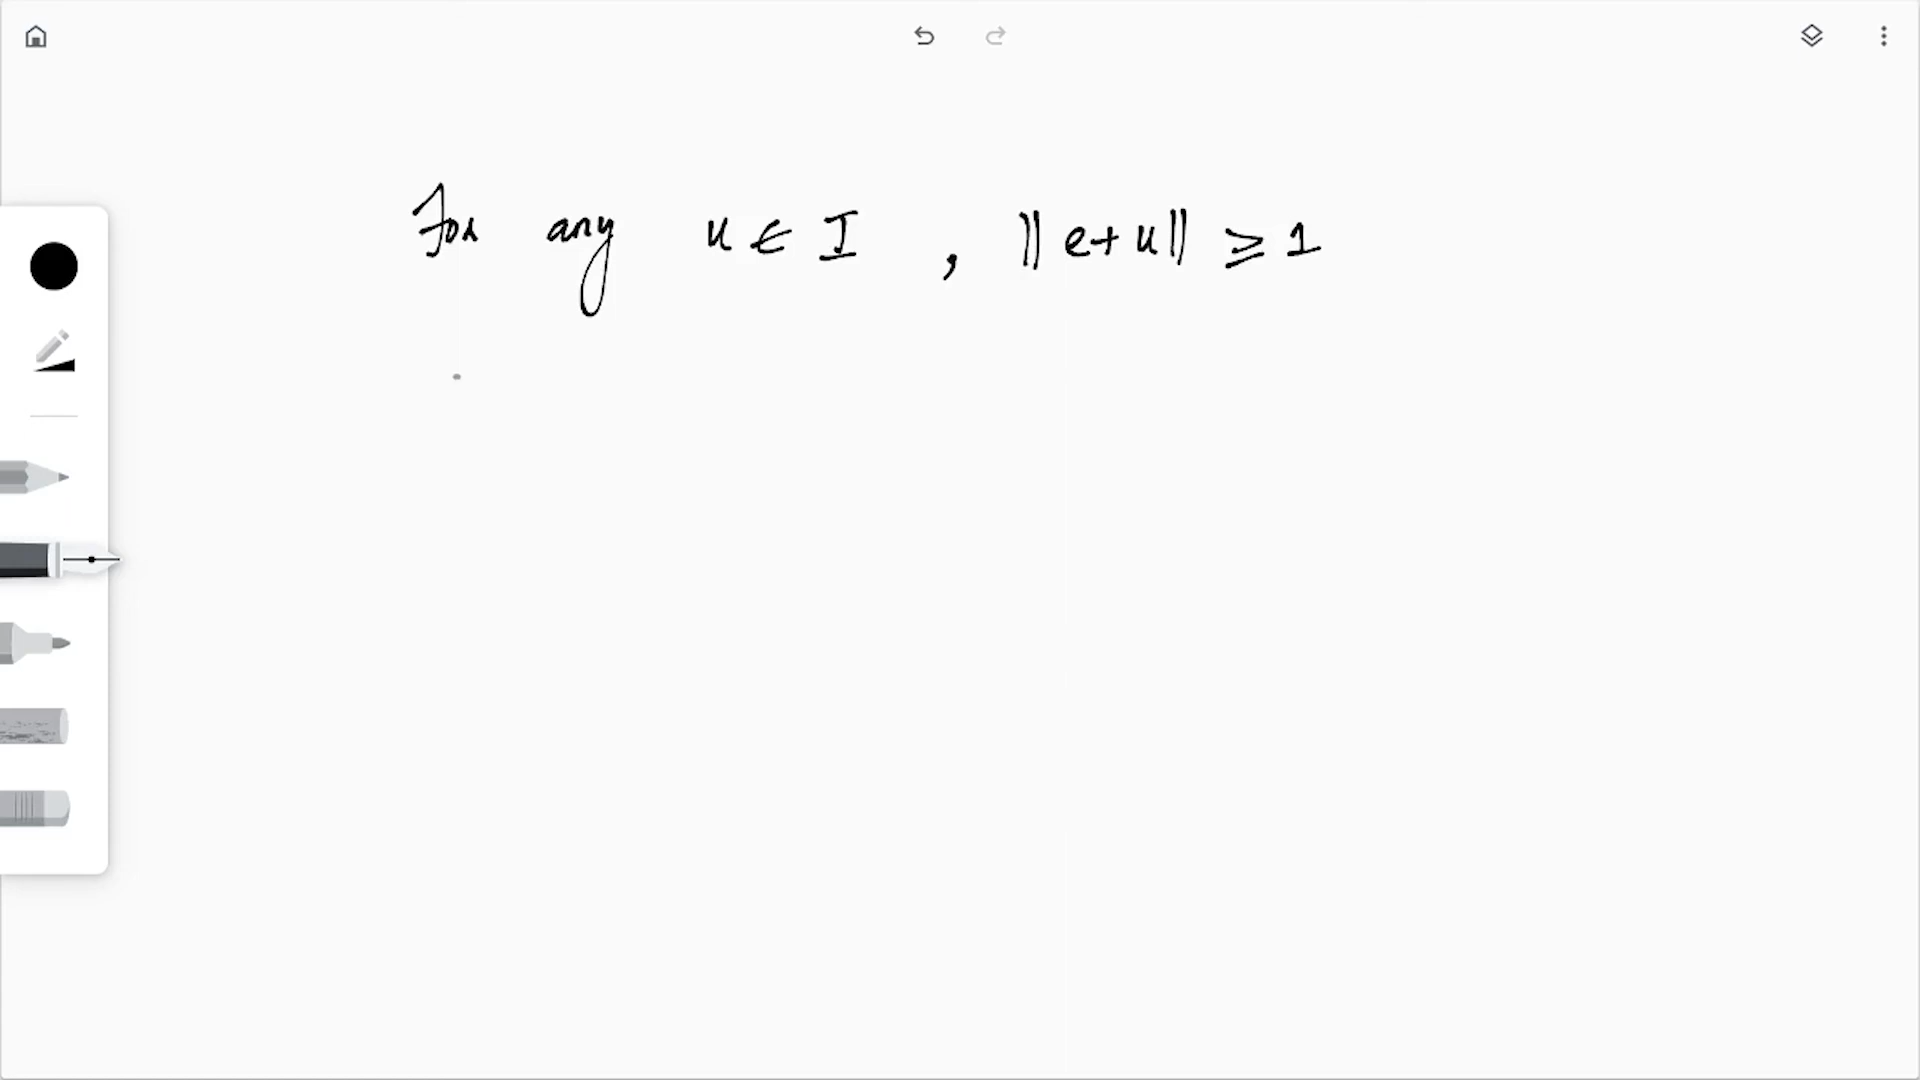 For any u ∈ I , || e+u || ⩾ 1